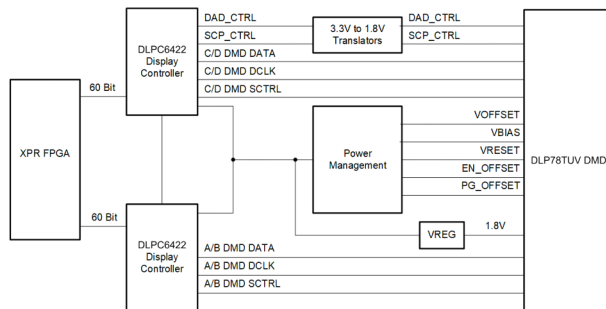 DAD_CTRL
DAD_CTRL
DLPC6422
Display
Controller
SCP_CTRL
3.3V to 1.8V
Translators
SCP_CTRL
C/D DMD DATA
C/D DMD DCLK
C/D DMD SCTRL
60 Bit
XPR FPGA
Power
Management
VOFFSET
VBIAS
VRESET
EN_OFFSET
PG_OFFSET
DLP78TUV DMD
60 Bit
DLPC6422
Display
Controller
VREG
1.8V
A/B DMD DATA
A/B DMD DCLK
A/B DMD SCTRL